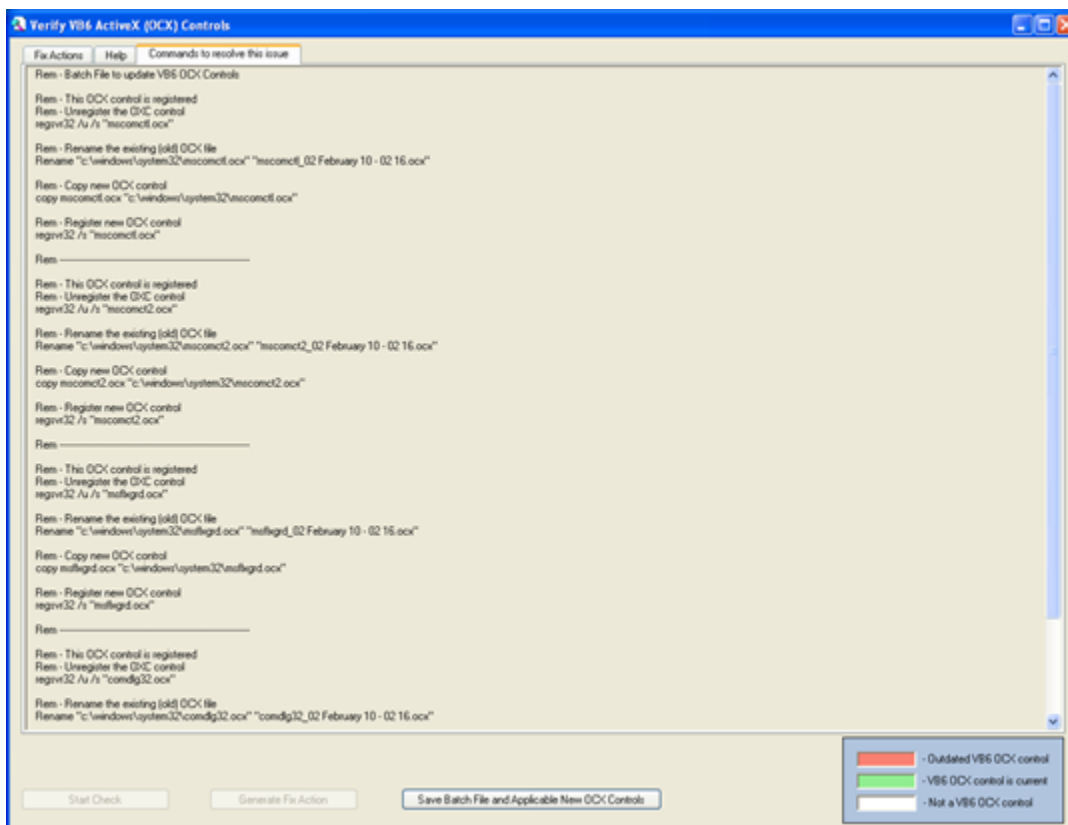 Verify VB6 ActiveX (OCX) Controls
Fix Actions Help Commands to resolve this issue
Rem - Batch File to update VB6 OCX Controls
Rem - This OCX control is registered
Rem - Unregister the OXC control
regsvr32 /u /s "mscomctl.ocx"
Rem - Rename the existing (old) OCX file
Rename "c:\windows\system32\mscomctl.ocx" "mscomctl_02 February 10 - 02 16.ocx"
Rem - Copy new OCX control
copy mscomctl.ocx "c:\windows\system32\mscomctl.ocx"
Rem - Register new OCX control
regsvr32 /s "mscomctl.ocx"
Rem ----------------------------------------------------
Rem - This OCX control is registered
Rem - Unregister the OXC control
regsvr32 /u /s "mscomct2.ocx"
Rem - Rename the existing (old) OCX file
Rename "c:\windows\system32\mscomct2.ocx" "mscomct2_02 February 10 - 02 16.ocx"
Rem - Copy new OCX control
copy mscomct2.ocx "c:\windows\system32\mscomct2.ocx"
Rem - Register new OCX control
regsvr32 /s "mscomct2.ocx"
Rem ----------------------------------------------------
Rem - This OCX control is registered
Rem - Unregister the OXC control
regsvr32 /u /s "msflxgrd.ocx"
Rem - Rename the existing (old) OCX file
Rename "c:\windows\system32\msflxgrd.ocx" "msflxgrd_02 February 10 - 02 16.ocx"
Rem - Copy new OCX control
copy msflxgrd.ocx "c:\windows\system32\msflxgrd.ocx"
Rem - Register new OCX control
regsvr32 /s "msflxgrd.ocx"
Rem ----------------------------------------------------
Rem - This OCX control is registered
Rem - Unregister the OXC control
regsvr32 /u /s "comdlg32.ocx"
Rem - Rename the existing (old) OCX file
Rename "c:\windows\system32\comdlg32.ocx" "comdlg32_02 February 10 - 02 16.ocx"
- Outdated VB6 OCX control
- VB6 OCX control is current
- Not a VB6 OCX control
Start Check Generate Fix Action Save Batch File and Applicable New OCX Controls